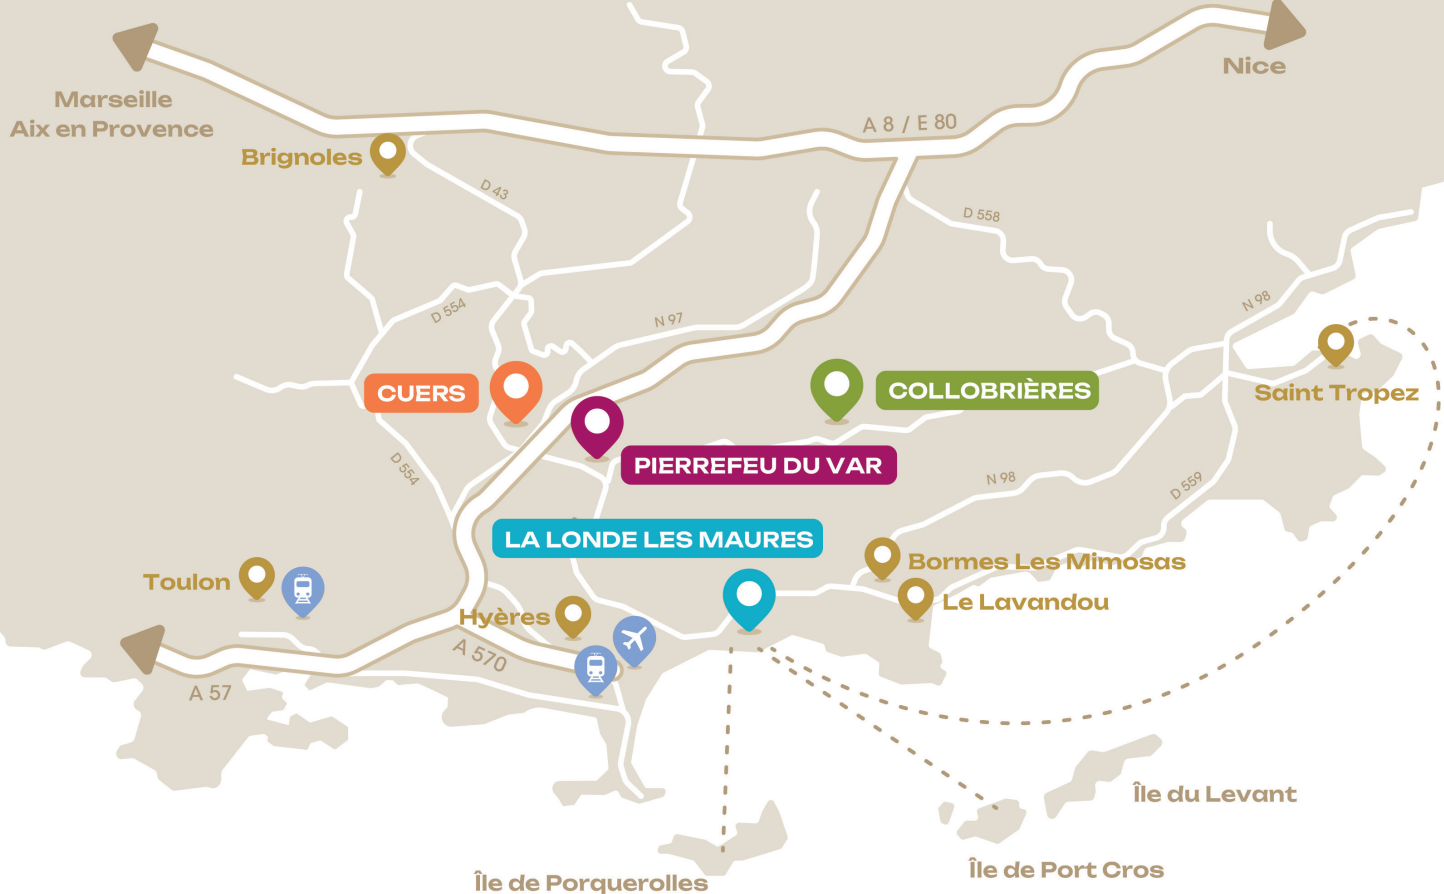 Nice
Marseille
Aix en Provence
A 8 / E 80
Brignoles
D 43
D 558
D 554
N 97
N 98
CUERS
COLLOBRIÈRES
Saint Tropez
PIERREFEU DU VAR
D 554
N 98
D 559
LA LONDE LES MAURES
Bormes Les Mimosas
Toulon
Le Lavandou
Hyères
A 570
A 57
Île du Levant
Île de Port Cros
Île de Porquerolles